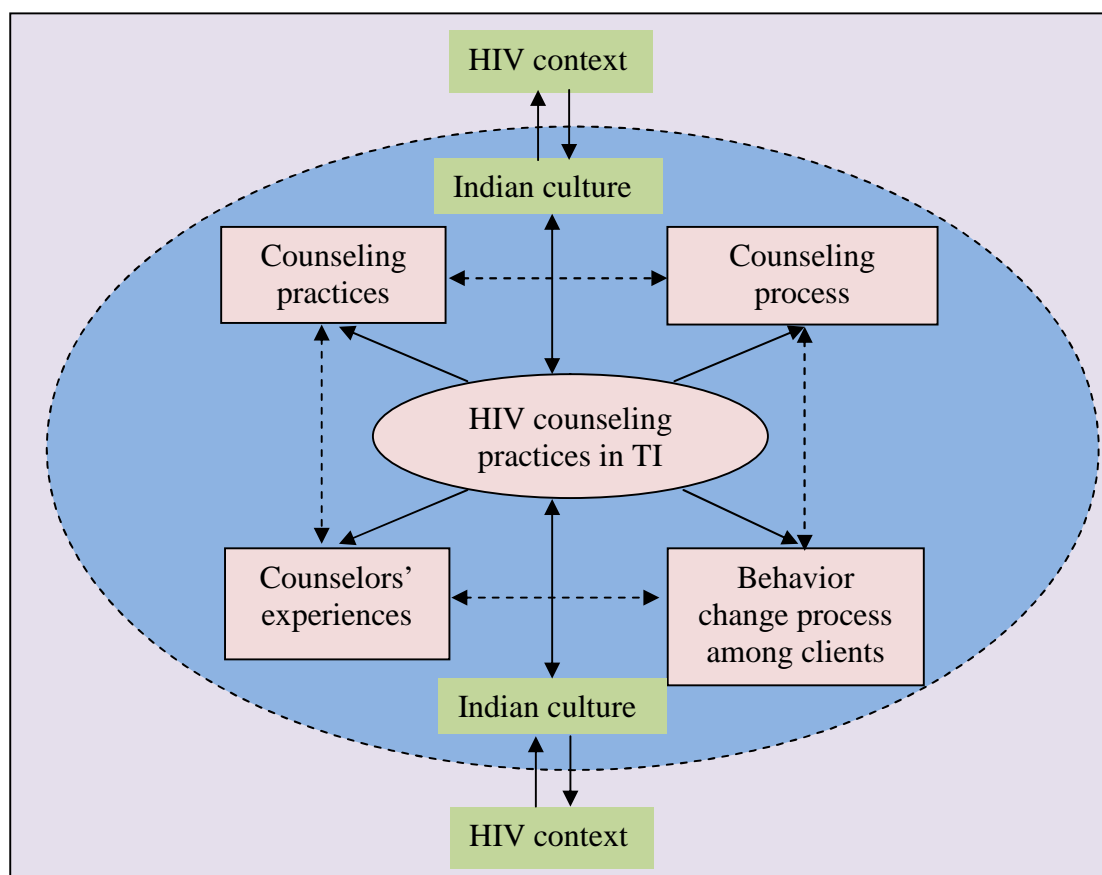 HIV context
Indian culture
Counseling
practices
Counseling
process
HIV counseling
practices in TI
Counselors’
experiences
Behavior
change process
among clients
Indian culture
HIV context